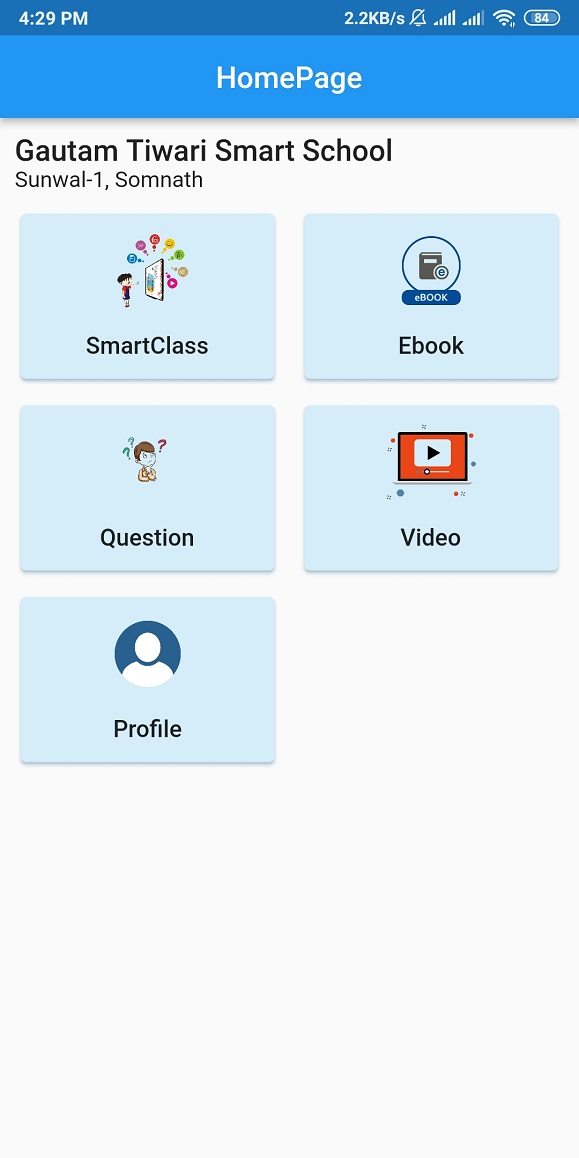 4:29 PM 2.2KB/s 84
HomePage
Gautam Tiwari Smart School
Sunwal-1, Somnath
eBOOK
SmartClass Ebook
Question Video
Profile